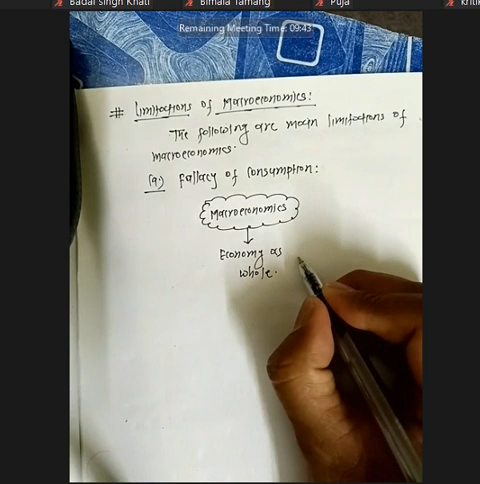 Badal singh Khati
Bimala Tamang
Puja
kritik
Remaining Meeting Time: 09:43
# Limitations of Macroeconomics:
The following are main limitations of
macroeconomics.
(a) Fallacy of Consumption:
Macroeconomics
Economy as
whole.